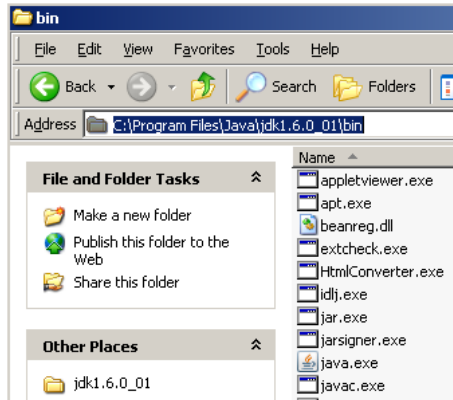 bin
File Edit View Favorites Tools Help
Back Search Folders
Address C:\Program Files\Java\jdk1.6.0_01\bin
Name
File and Folder Tasks
Make a new folder
Publish this folder to the
Web
Share this folder
Other Places
jdk1.6.0_01
appletviewer.exe
apt.exe
beanreg.dll
extcheck.exe
HtmlConverter.exe
idlj.exe
jar.exe
jarsigner.exe
java.exe
javac.exe